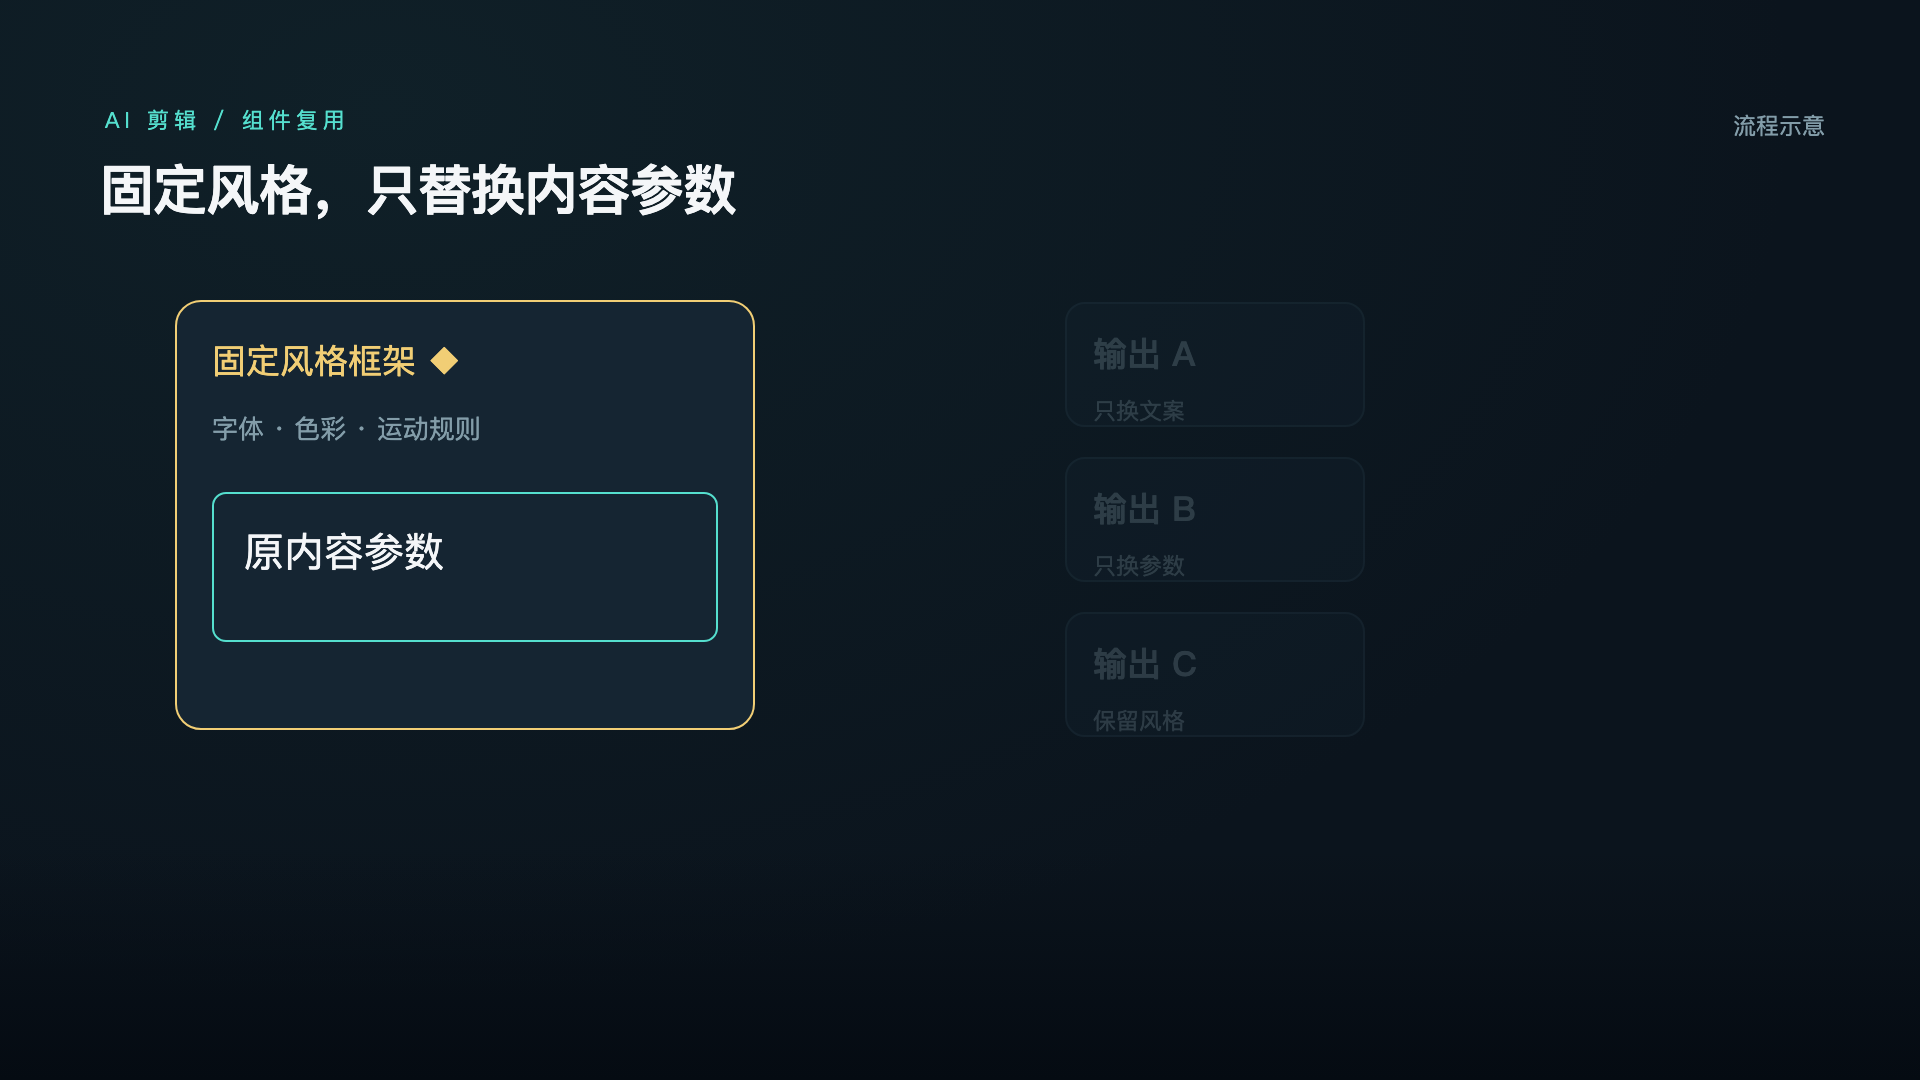 AI 剪辑 / 组件复用
流程示意
固定风格，只替换内容参数
固定风格框架 ◆
字体 · 色彩 · 运动规则
原内容参数
输出 A
只换文案
输出 B
只换参数
输出 C
保留风格